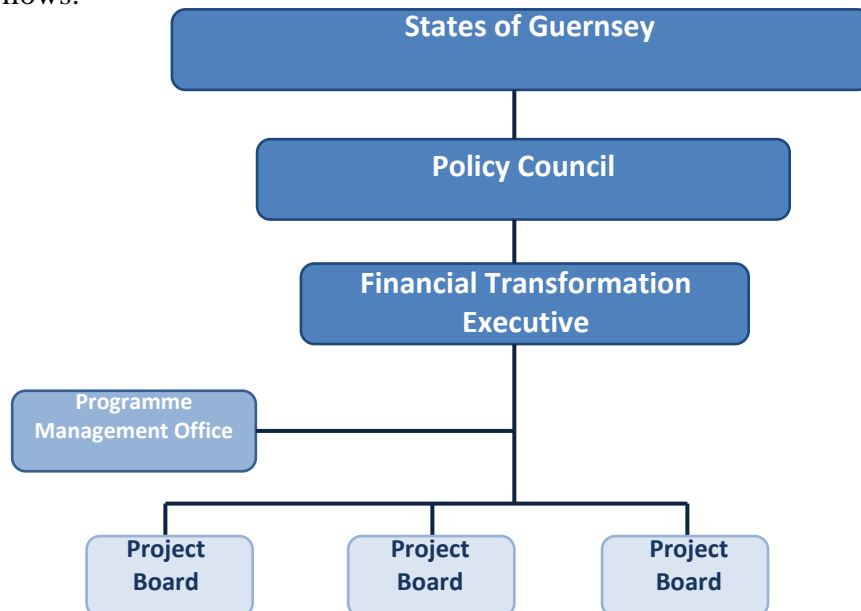 States of Guernsey
Policy Council
Financial Transformation
Executive
Programme
Management Office
Project
Board
Project
Board
Project
Board